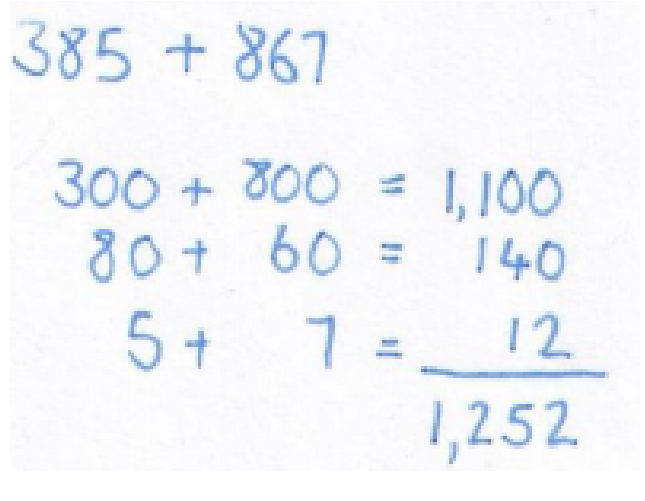 385 + 867
300 + 800 = 1,100
80 + 60 = 140
5 + 7 = 12
1,252